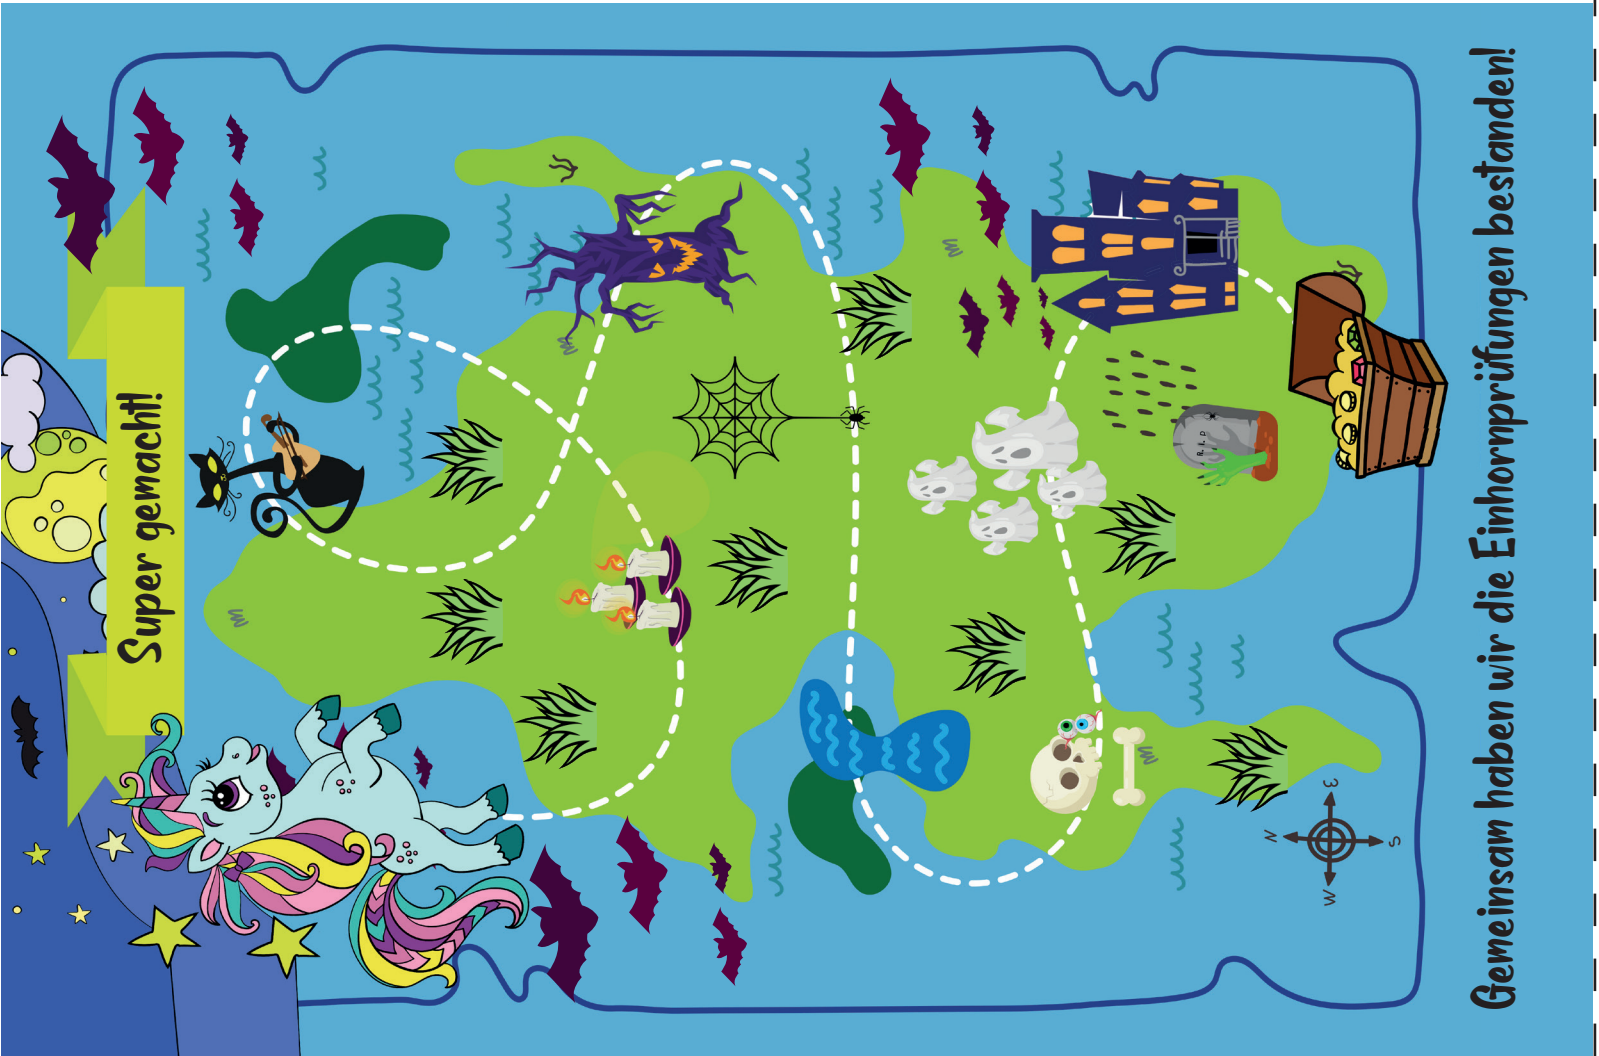 Super gemacht!
R.I.P
N
W
E
S
Gemeinsam haben wir die Einhornprüfungen bestanden!